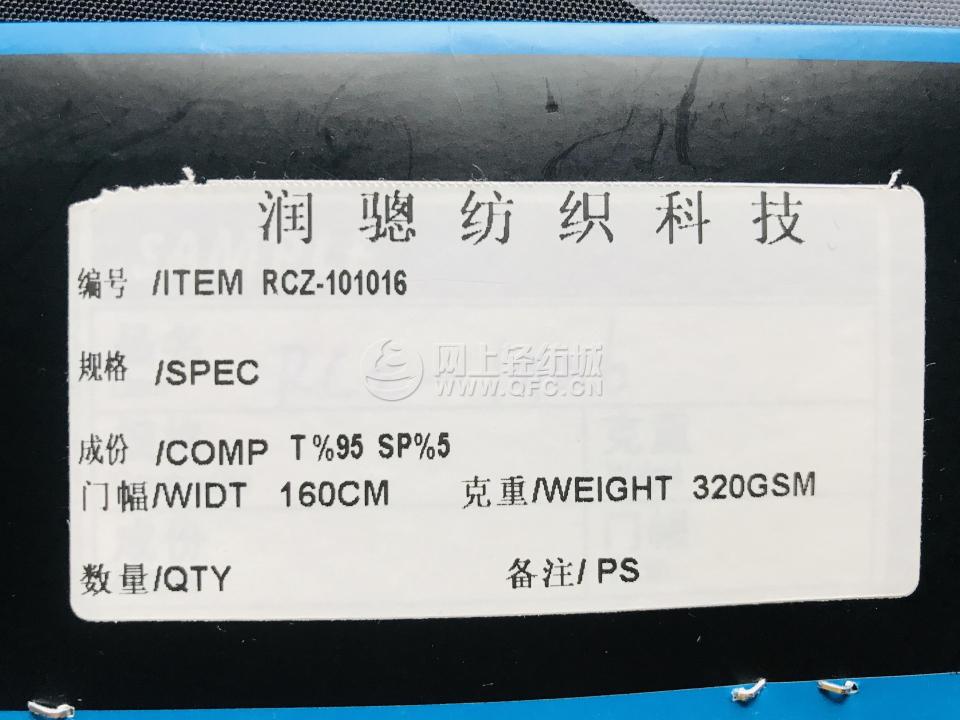 润骢纺织科技
编号 /ITEM RCZ-101016
规格 /SPEC
网上轻纺城
WWW.QFC.CN
成份 /COMP T%95 SP%5
门幅/WIDT 160CM 克重/WEIGHT 320GSM
数量/QTY 备注/ PS